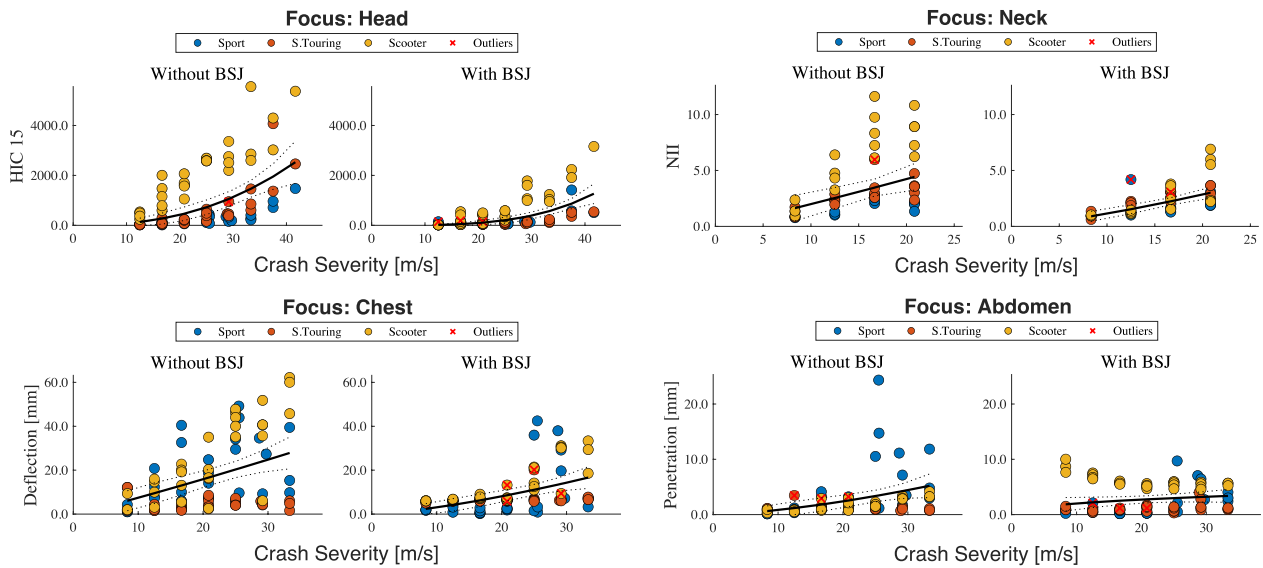 Focus: Head
Sport S.Touring Scooter Outliers
Without BSJ
With BSJ
HIC 15
4000.0
2000.0
0.0
0 10 20 30 40
4000.0
2000.0
0.0
0 10 20 30 40
Crash Severity [m/s]
Focus: Neck
Sport S.Touring Scooter Outliers
Without BSJ
With BSJ
NII
10.0
5.0
0.0
0 5 10 15 20 25
10.0
5.0
0.0
0 5 10 15 20 25
Crash Severity [m/s]
Focus: Chest
Sport S.Touring Scooter Outliers
Without BSJ
With BSJ
Deflection [mm]
60.0
40.0
20.0
0.0
0 10 20 30
60.0
40.0
20.0
0.0
0 10 20 30
Crash Severity [m/s]
Focus: Abdomen
Sport S.Touring Scooter Outliers
Without BSJ
With BSJ
Penetration [mm]
20.0
10.0
0.0
0 10 20 30
20.0
10.0
0.0
0 10 20 30
Crash Severity [m/s]